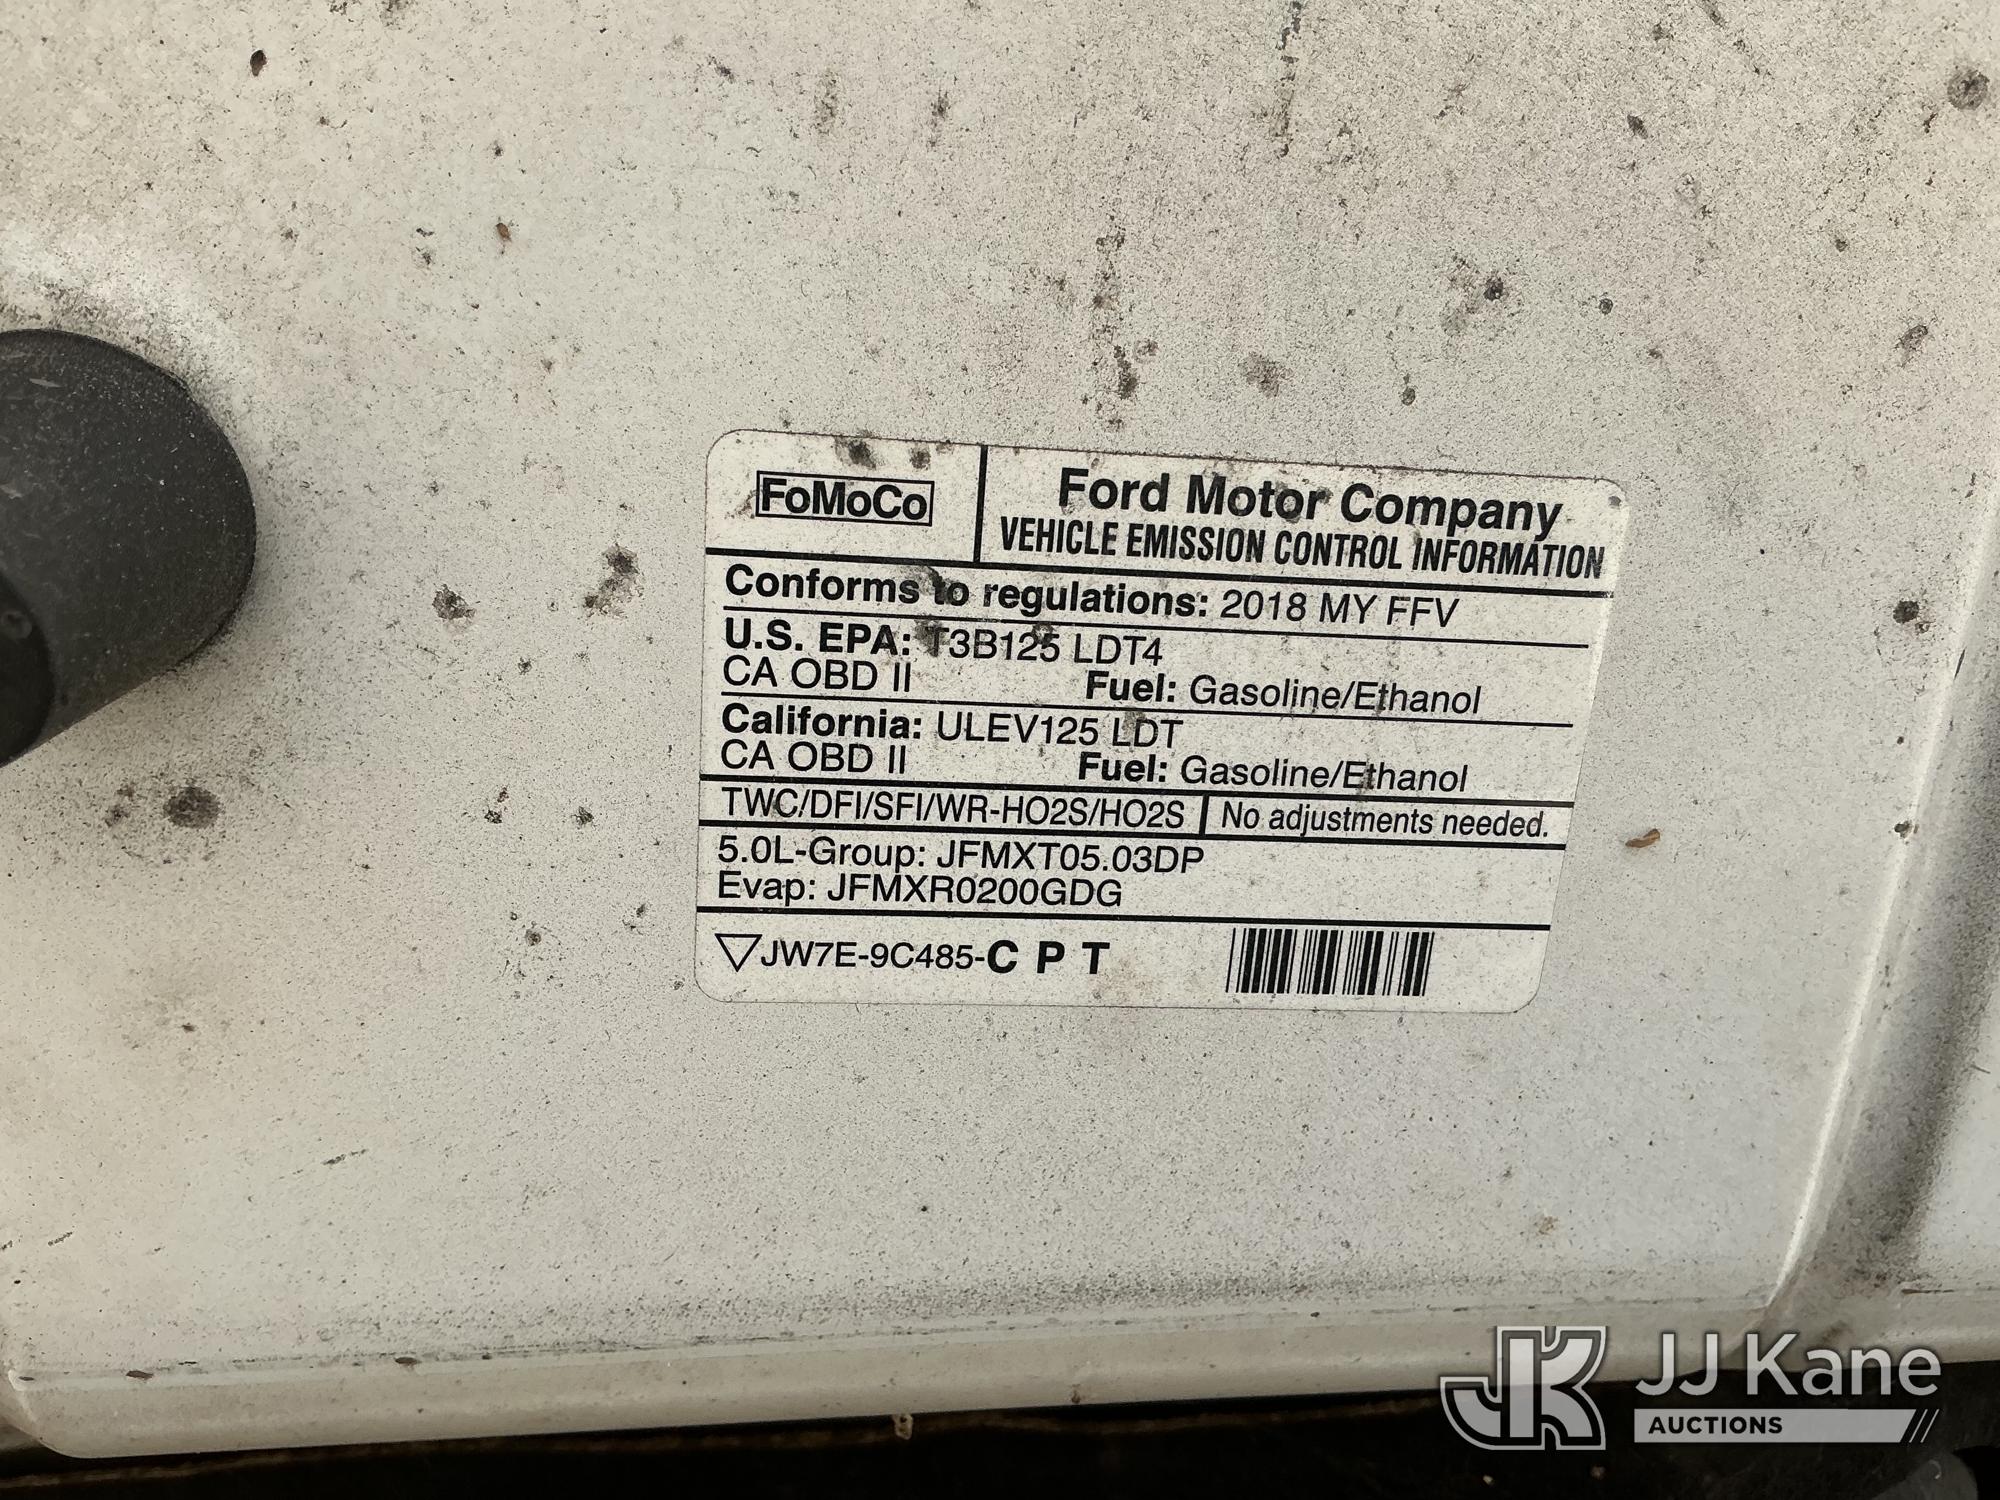 FoMoCo
Ford Motor Company
VEHICLE EMISSION CONTROL INFORMATION
Conforms to regulations: 2018 MY FFV
U.S. EPA: T3B125 LDT4
CA OBD II Fuel: Gasoline/Ethanol
California: ULEV125 LDT
CA OBD II Fuel: Gasoline/Ethanol
TWC/DFI/SFI/WR-HO2S/HO2S No adjustments needed.
5.0L-Group: JFMXT05.03DP
Evap: JFMXR0200GDG
JW7E-9C485-C P T
JK JJ Kane
AUCTIONS